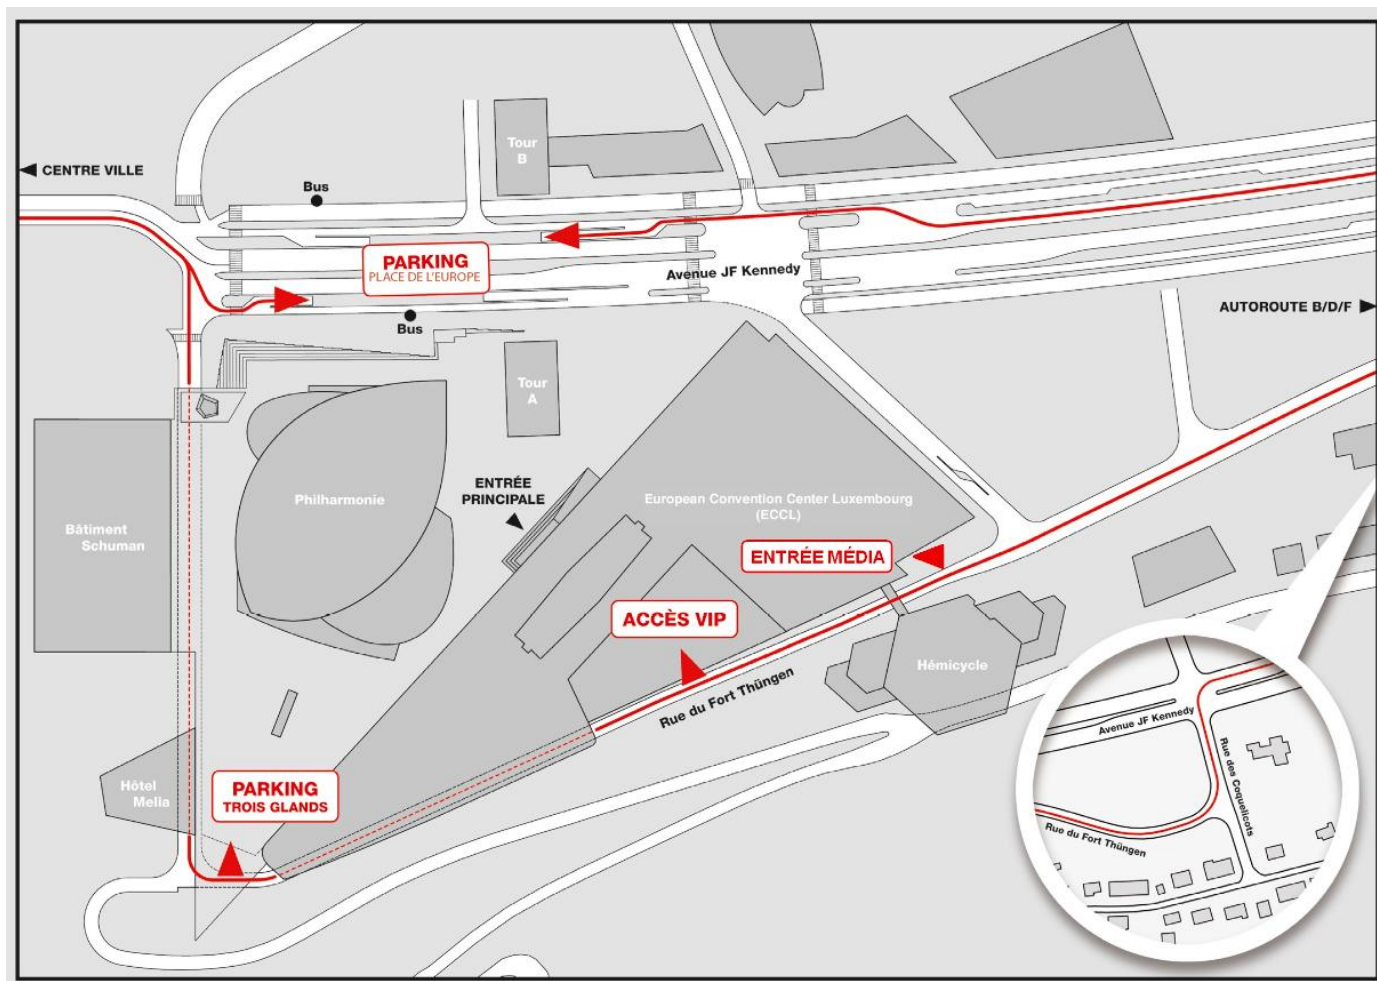 Tour
B
CENTRE VILLE
Bus
PARKING
PLACE DE L'EUROPE
Avenue JF Kennedy
AUTOROUTE B/D/F
Bus
Tour
A
ENTRÉE
PRINCIPALE
Philharmonie
European Convention Center Luxembourg
(ECCL)
Bâtiment
Schuman
ENTRÉE MÉDIA
ACCÈS VIP
Hémicycle
Rue du Fort Thüngen
Hôtel
Melia
PARKING
TROIS GLANDS
Avenue JF Kennedy
Rue des Coquelicots
Rue du Fort Thüngen